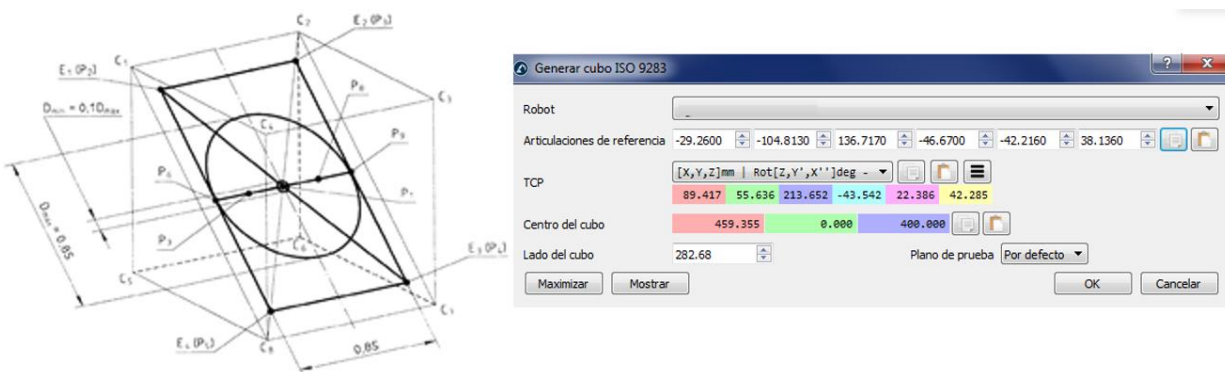 C₂
E₂ (P₃)
C₁
E₁ (P₂)
P₈
C₃
Dmin = 0,1Dmax
C₄
P₉
P₆
P₇
Dmax = 0,8S
P₃
C₆
E₃ (P₄)
C₅
C₇
E₄ (P₅)
C₈
0,8S
Generar cubo ISO 9283
Robot
Articulaciones de referencia -29.2600 -104.8130 136.7170 -46.6700 -42.2160 38.1360
TCP [X,Y,Z]mm | Rot[Z,Y',X'']deg -
89.417 55.636 213.652 -43.542 22.386 42.285
Centro del cubo 459.355 0.000 400.000
Lado del cubo 282.68 Plano de prueba Por defecto
Maximizar Mostrar OK Cancelar